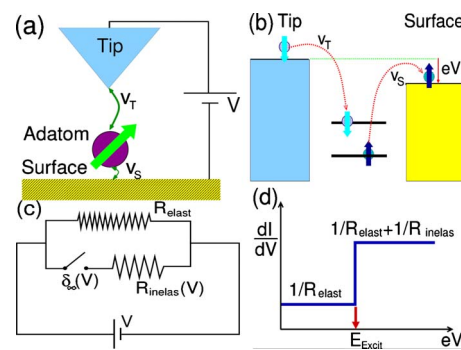 (a)
Tip
V_T
V
Adatom
Surface
V_S
(b)
Tip
Surface
V_T
V_S
eV
(c)
R_elast
δ_∞(V)
R_inelas(V)
V
(d)
dI/dV
1/R_elast+1/R_inelas
1/R_elast
E_Excit
eV